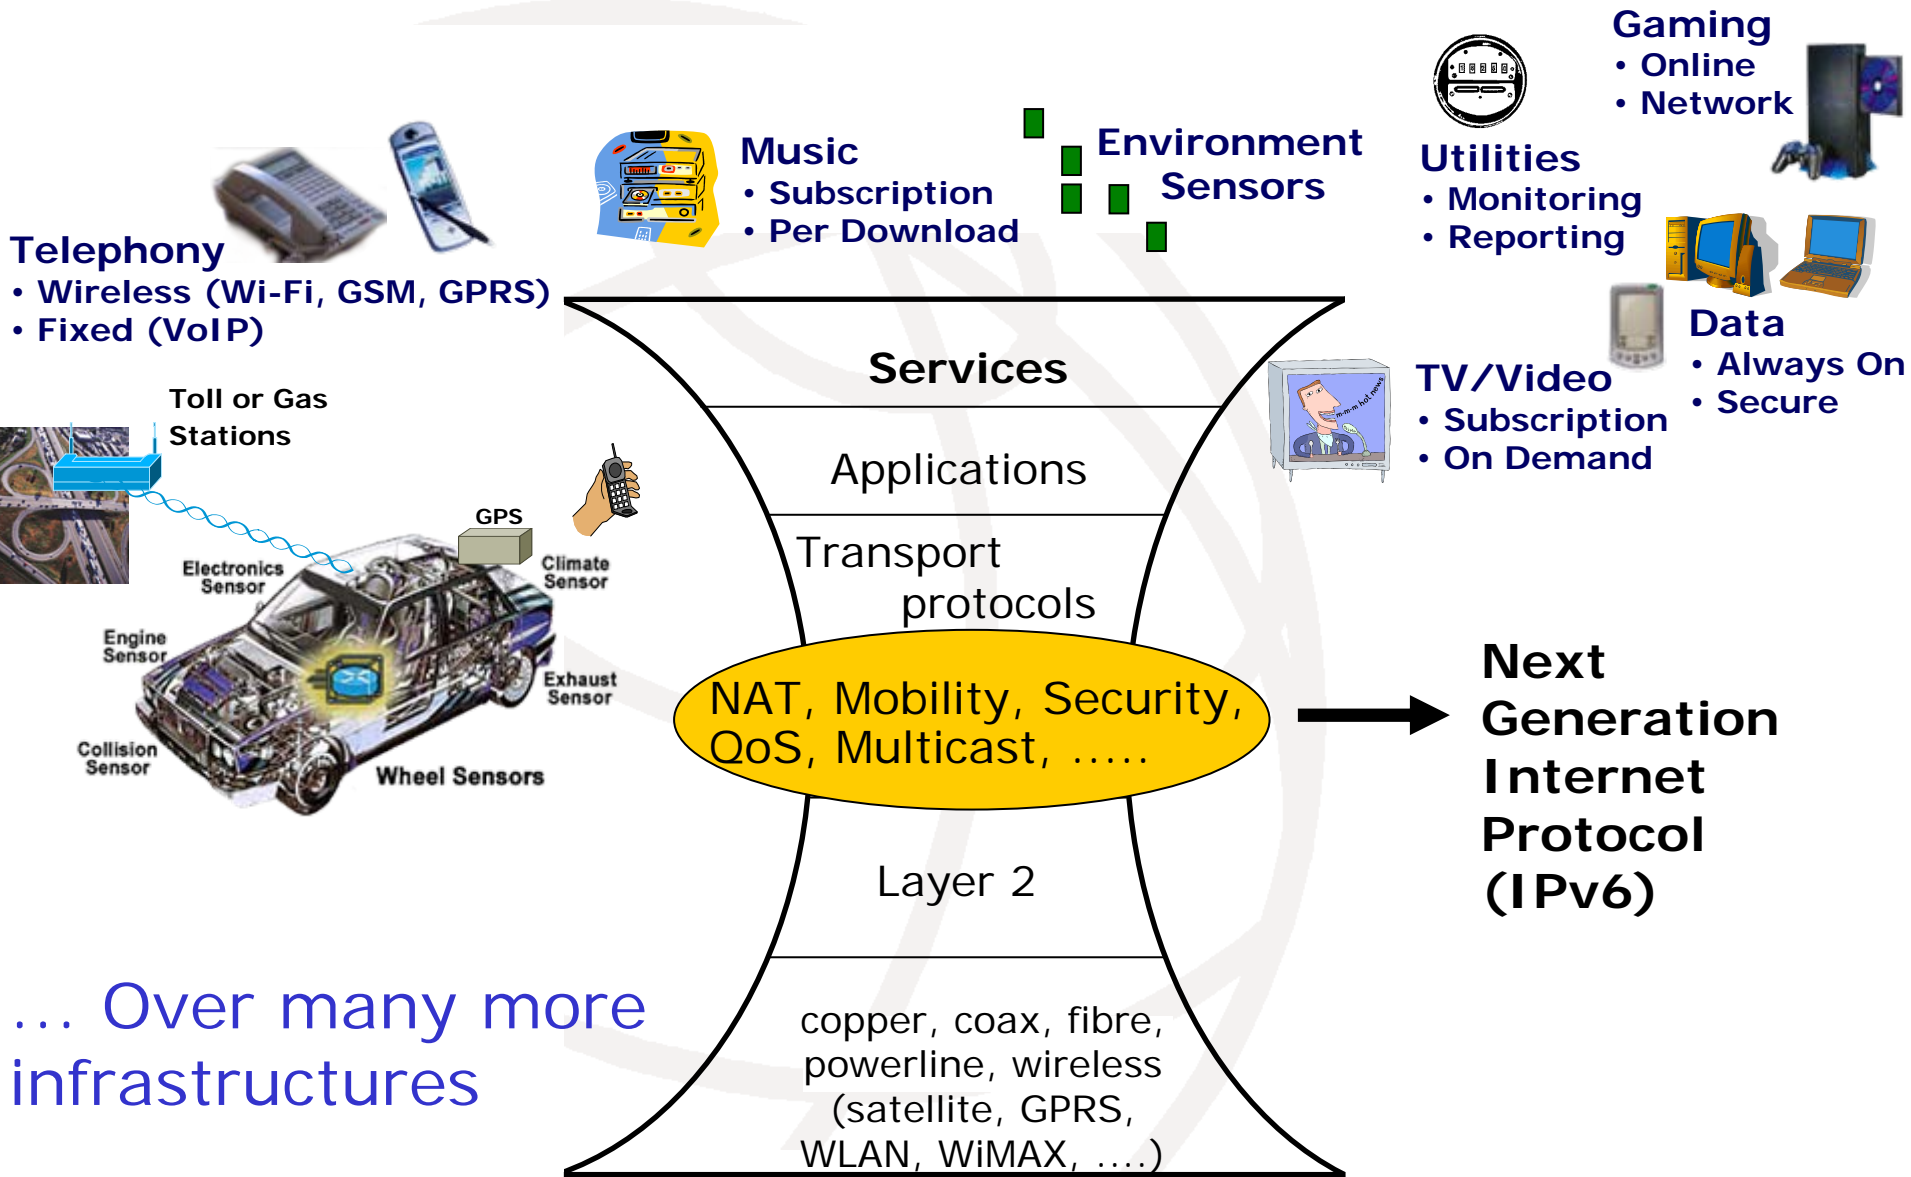 Gaming
• Online
• Network
Music
• Subscription
• Per Download
Environment
Sensors
Utilities
• Monitoring
• Reporting
Telephony
• Wireless (Wi-Fi, GSM, GPRS)
• Fixed (VoIP)
Data
• Always On
• Secure
TV/Video
• Subscription
• On Demand
m-m-m hot news
Toll or Gas
Stations
GPS
Electronics
Sensor
Climate
Sensor
Engine
Sensor
Exhaust
Sensor
Collision
Sensor
Wheel Sensors
Services
Applications
Transport
protocols
NAT, Mobility, Security,
QoS, Multicast, .....
Layer 2
copper, coax, fibre,
powerline, wireless
(satellite, GPRS,
WLAN, WiMAX, ....)
Next
Generation
Internet
Protocol
(IPv6)
... Over many more
infrastructures